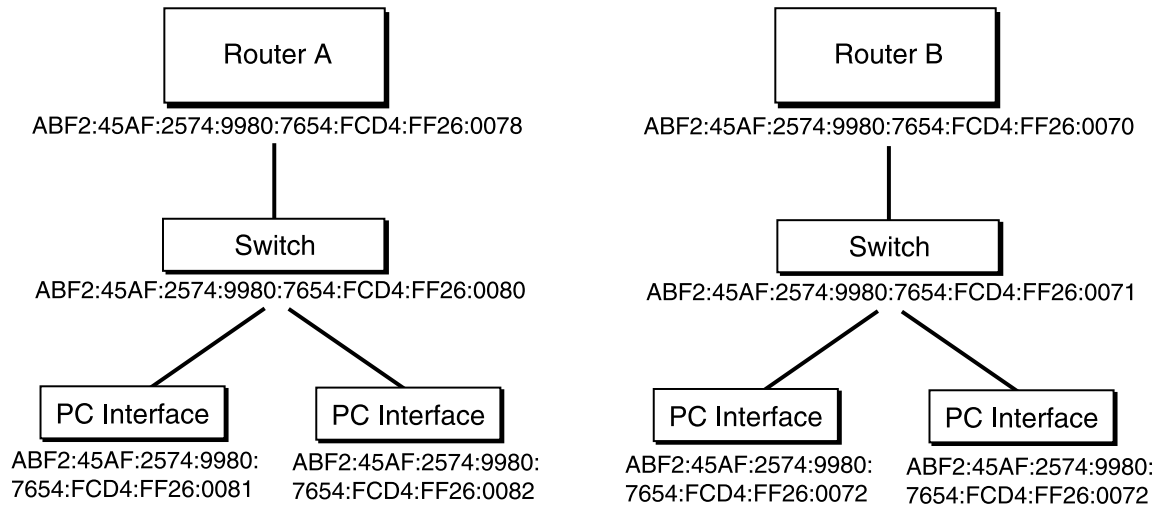 Router A
Router B
ABF2:45AF:2574:9980:7654:FCD4:FF26:0078
ABF2:45AF:2574:9980:7654:FCD4:FF26:0070
Switch
Switch
ABF2:45AF:2574:9980:7654:FCD4:FF26:0080
ABF2:45AF:2574:9980:7654:FCD4:FF26:0071
PC Interface
PC Interface
PC Interface
PC Interface
ABF2:45AF:2574:9980:
7654:FCD4:FF26:0081
ABF2:45AF:2574:9980:
7654:FCD4:FF26:0082
ABF2:45AF:2574:9980:
7654:FCD4:FF26:0072
ABF2:45AF:2574:9980:
7654:FCD4:FF26:0072